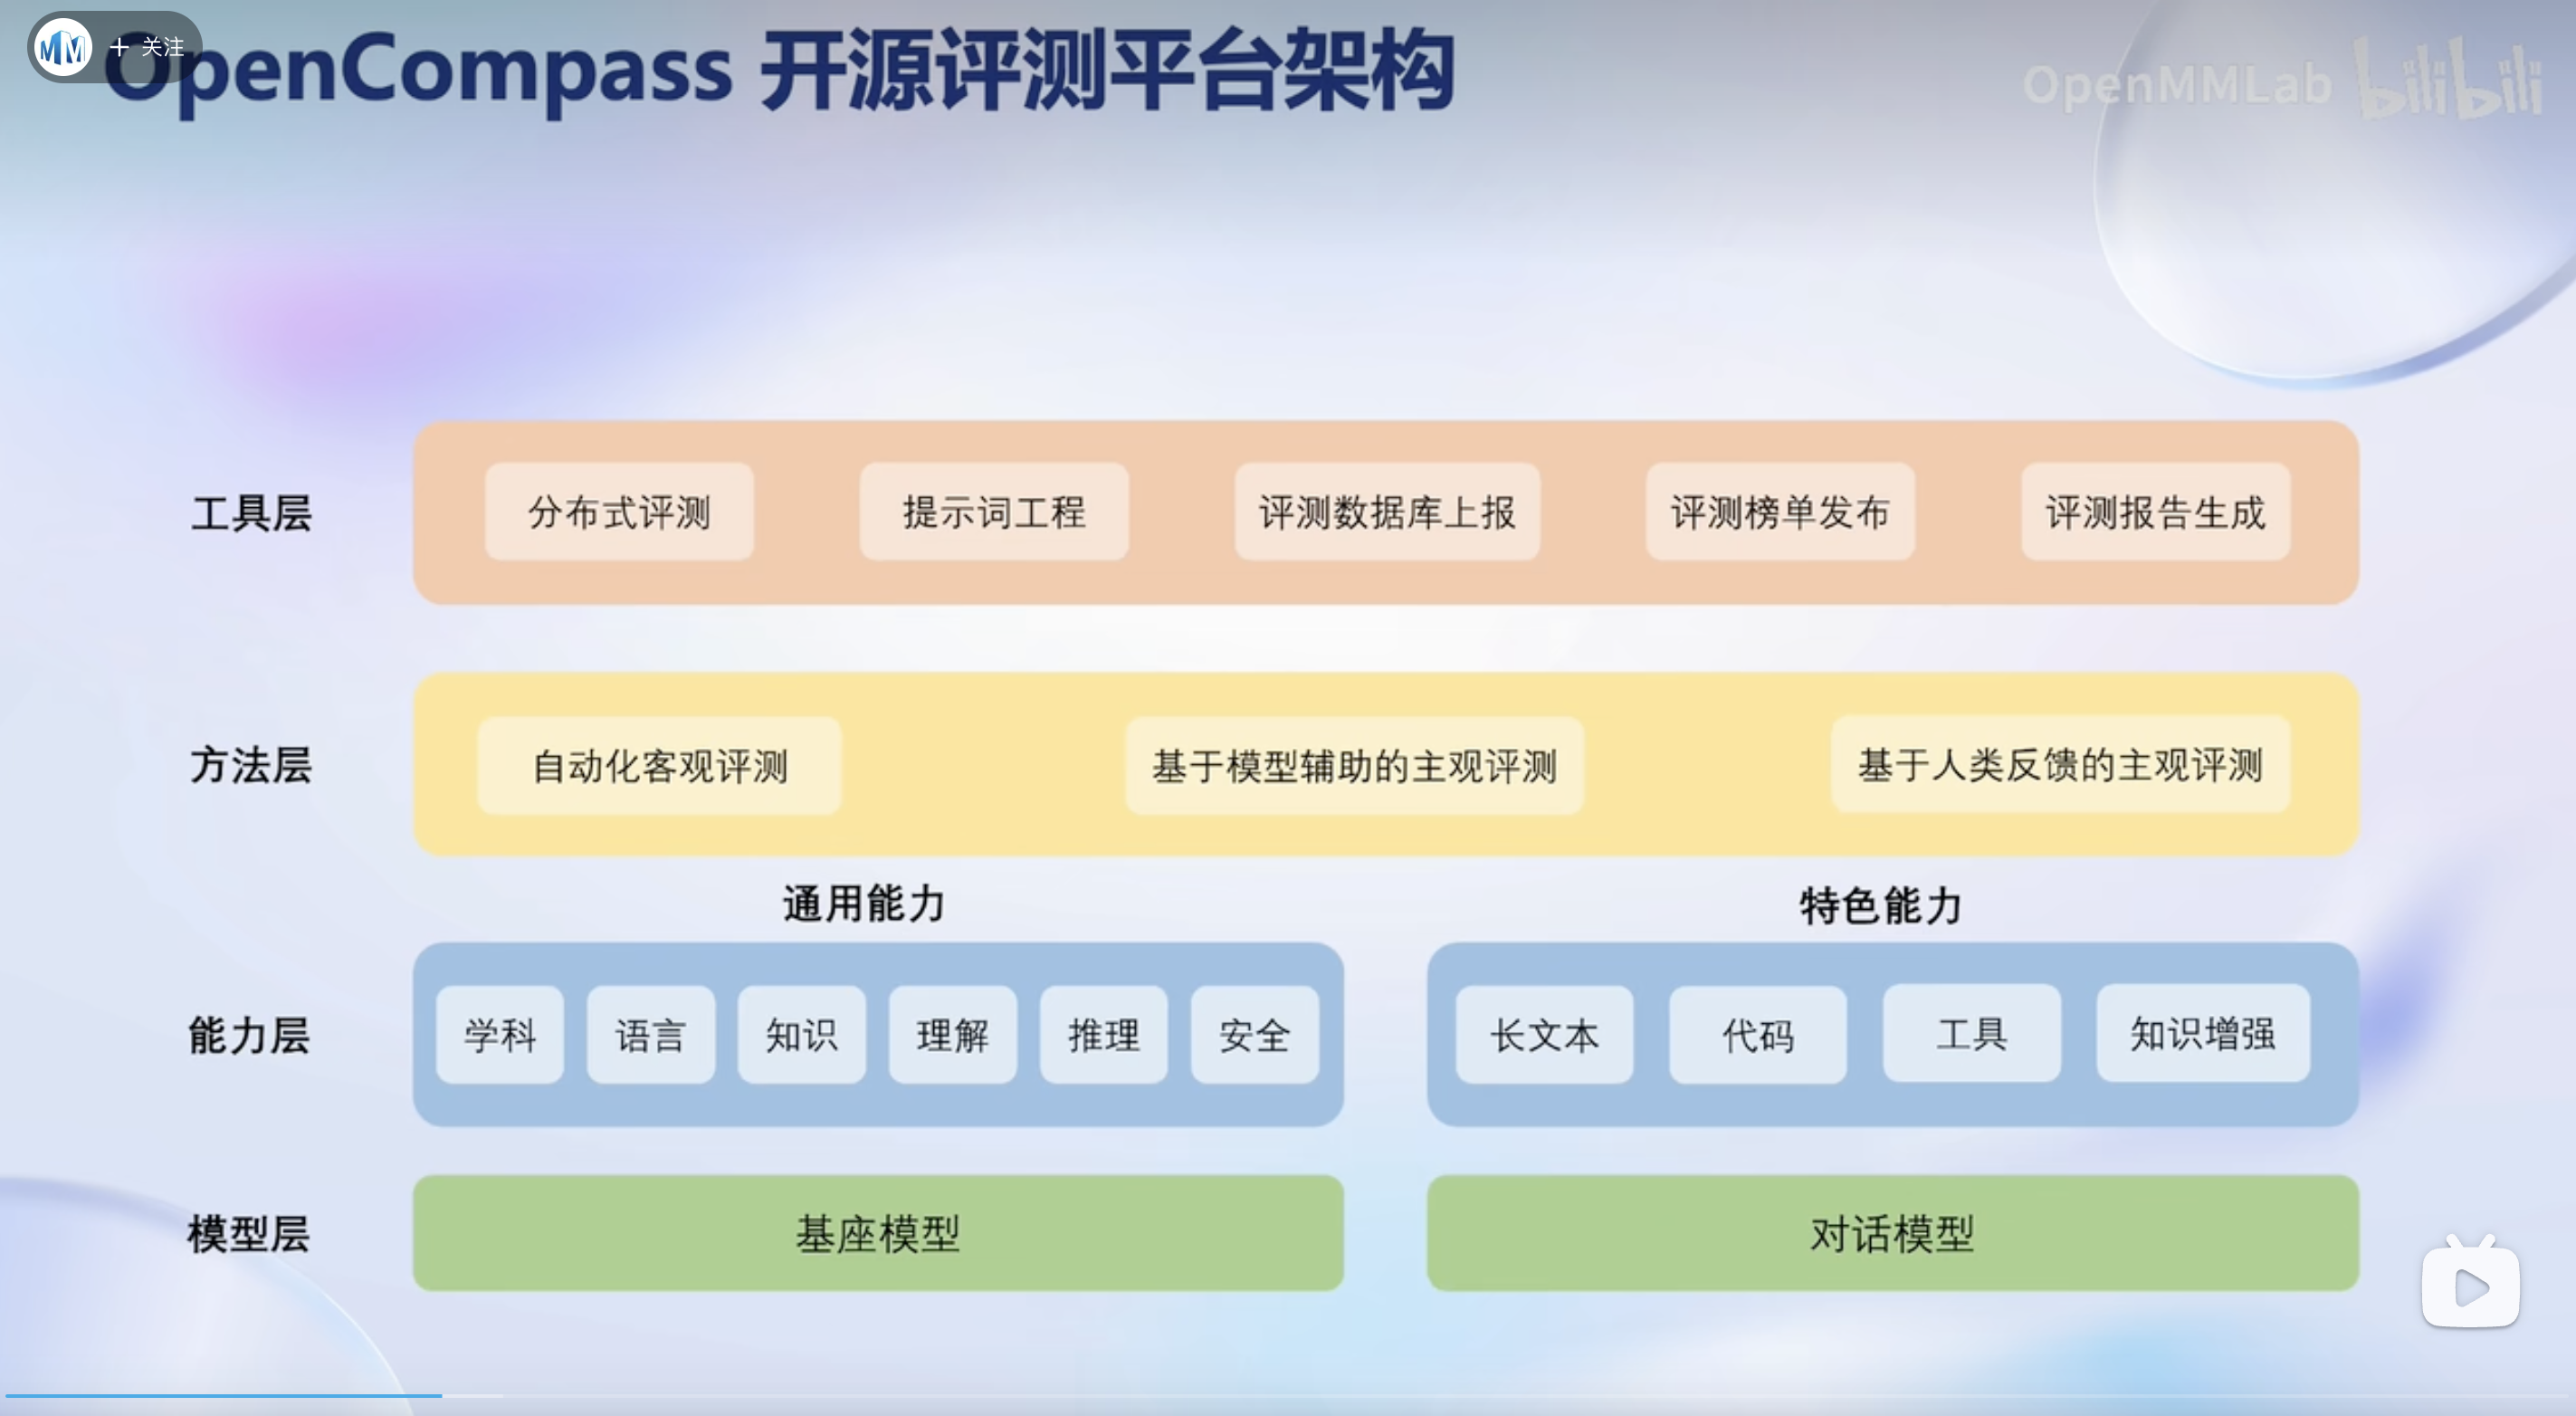 OpenCompass 开源评测平台架构
+ 关注
OpenMMLab bilibili
工具层
分布式评测
提示词工程
评测数据库上报
评测榜单发布
评测报告生成
方法层
自动化客观评测
基于模型辅助的主观评测
基于人类反馈的主观评测
通用能力
特色能力
能力层
学科
语言
知识
理解
推理
安全
长文本
代码
工具
知识增强
模型层
基座模型
对话模型